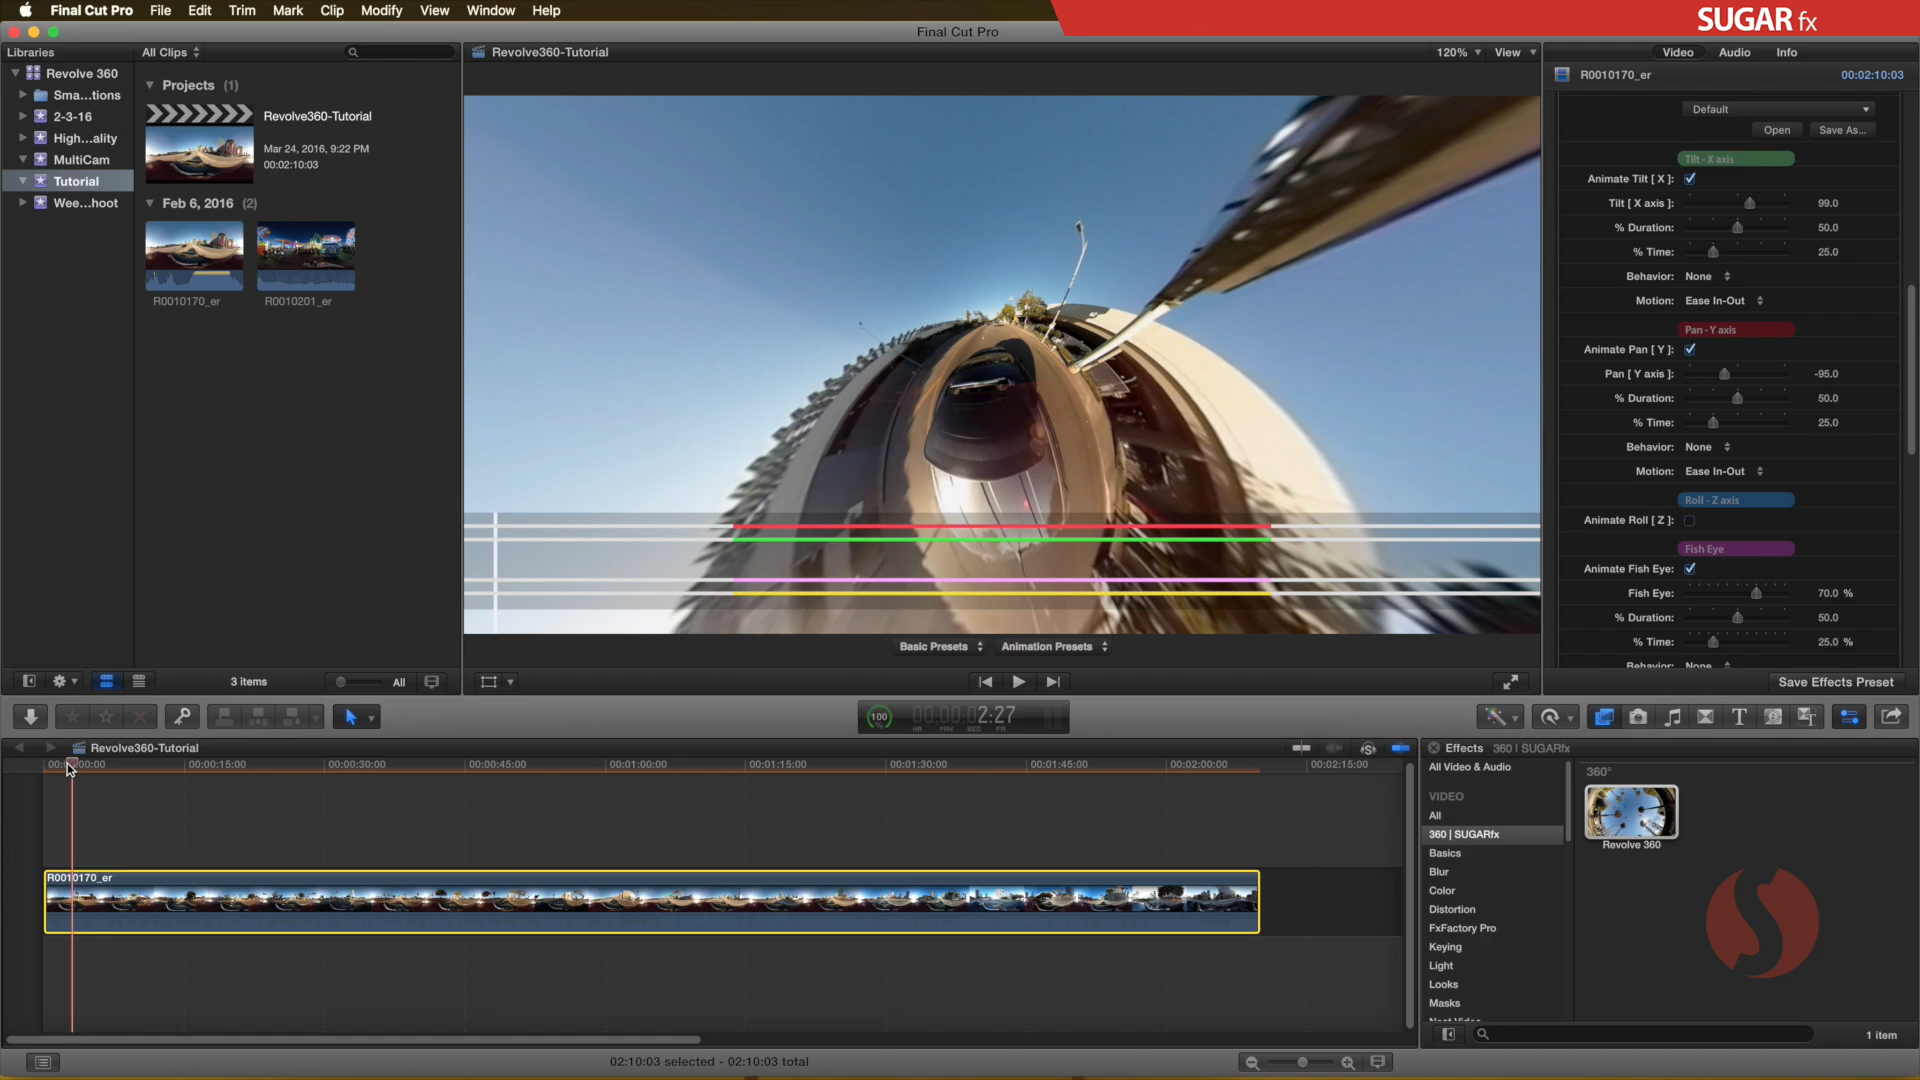 Final Cut Pro File Edit Trim Mark Clip Modify View Window Help
SUGAR fx
Final Cut Pro
Libraries
All Clips
Revolve360-Tutorial
120%
View
Video
Audio
Info
Revolve 360
Sma...tions
2-3-16
High...ality
MultiCam
Tutorial
Wee...hoot
Projects (1)
Revolve360-Tutorial
Mar 24, 2016, 9:22 PM
00:02:10:03
Feb 6, 2016 (2)
R0010170_er
R0010201_er
R0010170_er
00:02:10:03
Default
Open
Save As...
Tilt - X axis
Animate Tilt [ X ]:
Tilt [ X axis ]: 99.0
% Duration: 50.0
% Time: 25.0
Behavior: None
Motion: Ease In-Out
Pan - Y axis
Animate Pan [ Y ]:
Pan [ Y axis ]: -95.0
% Duration: 50.0
% Time: 25.0
Behavior: None
Motion: Ease In-Out
Roll - Z axis
Animate Roll [ Z ]:
Fish Eye
Animate Fish Eye:
Fish Eye: 70.0 %
% Duration: 50.0
% Time: 25.0 %
Behavior: None
Basic Presets
Animation Presets
3 items
All
Save Effects Preset
100
00:00:02:27
HR MIN SEC FR
Revolve360-Tutorial
00:00:15:00
00:00:30:00
00:00:45:00
00:01:00:00
00:01:15:00
00:01:30:00
00:01:45:00
00:02:00:00
00:02:15:00
R0010170_er
Effects 360 | SUGARfx
All Video & Audio
VIDEO
All
360 | SUGARfx
Basics
Blur
Color
Distortion
FxFactory Pro
Keying
Light
Looks
Masks
360°
Revolve 360
1 item
02:10:03 selected - 02:10:03 total